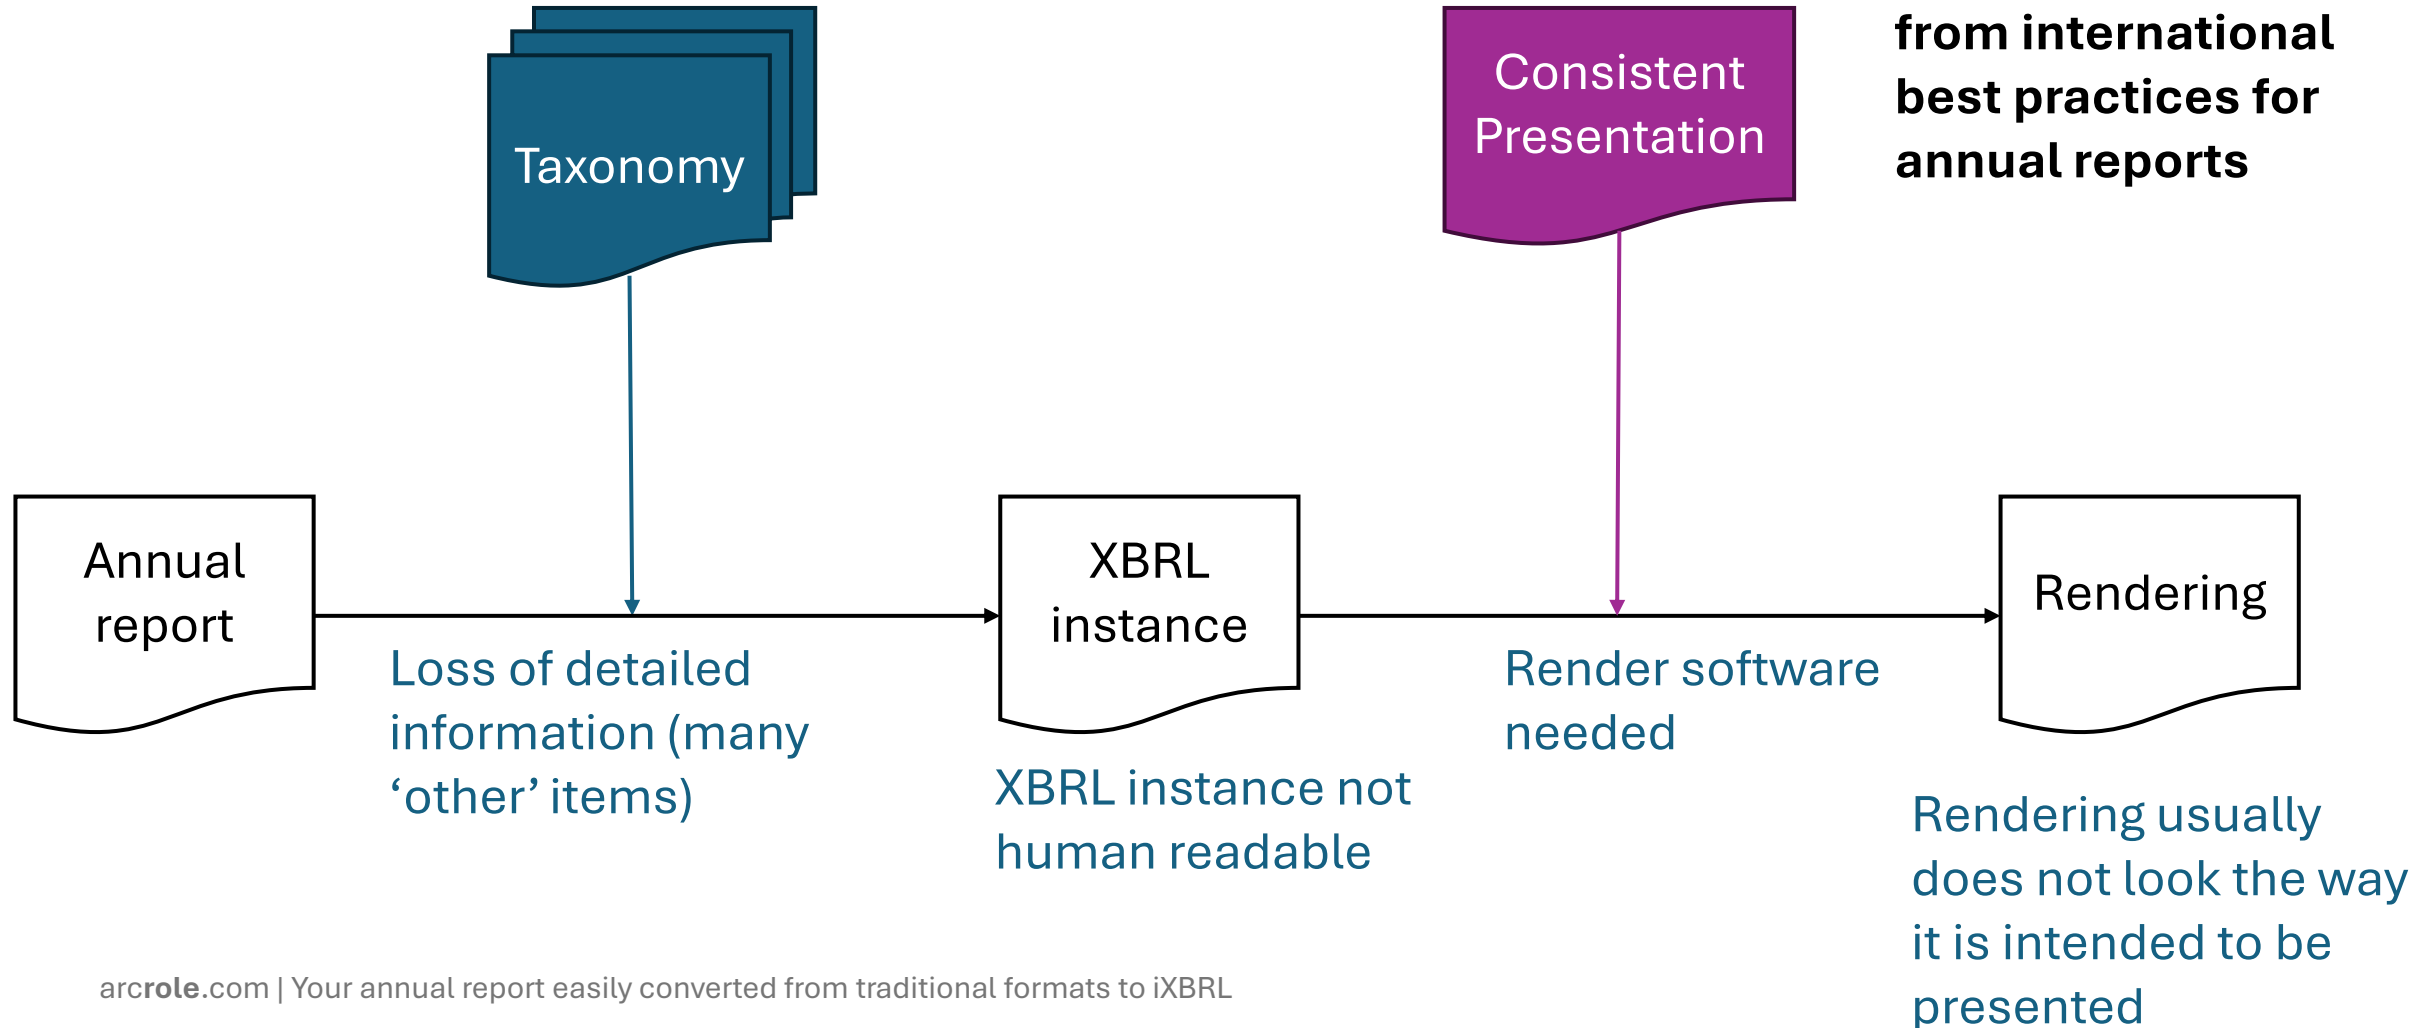 Taxonomy
Consistent
Presentation
from international
best practices for
annual reports
Annual
report
XBRL
instance
Rendering
Loss of detailed
information (many
‘other’ items)
XBRL instance not
human readable
Render software
needed
Rendering usually
does not look the way
it is intended to be
presented
arcrole.com | Your annual report easily converted from traditional formats to iXBRL